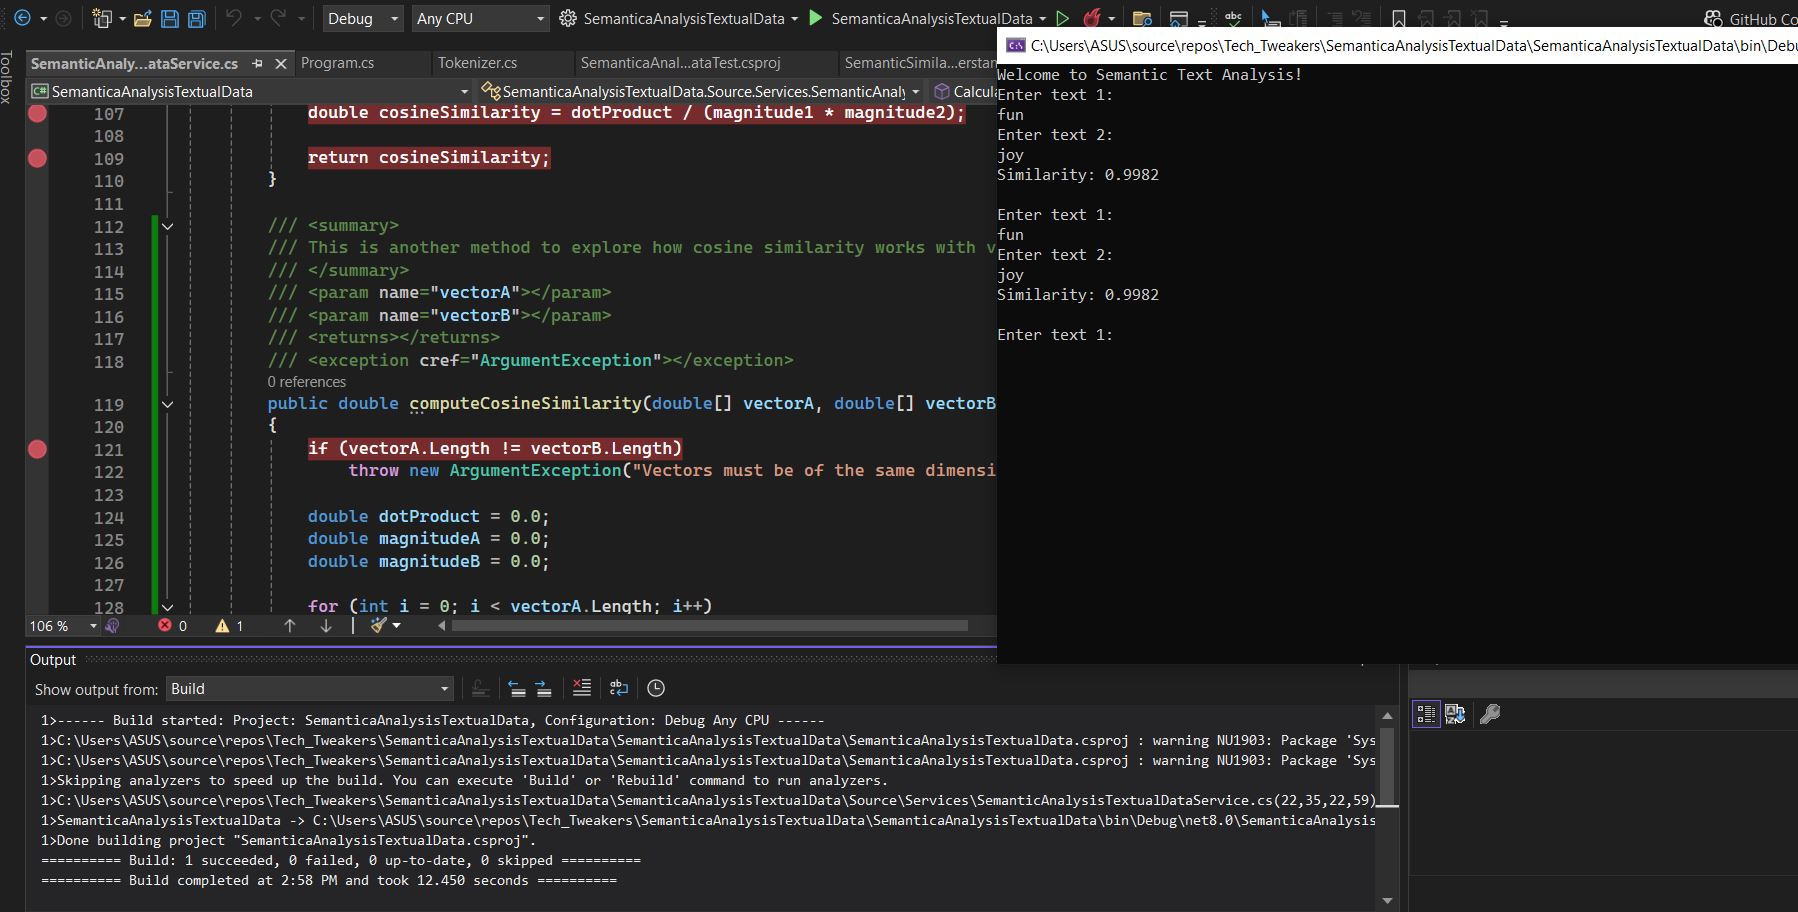 Debug
Any CPU
SemanticaAnalysisTextualData
SemanticaAnalysisTextualData
GitHub Co
Toolbox
SemanticAnaly...ataService.cs
Program.cs
Tokenizer.cs
SemanticaAnal...ataTest.csproj
SemanticSimila...erstan
C:\Users\ASUS\source\repos\Tech_Tweakers\SemanticaAnalysisTextualData\SemanticaAnalysisTextualData\bin\Debu
C# SemanticaAnalysisTextualData
SemanticaAnalysisTextualData.Source.Services.SemanticAnaly
Calcula
107 double cosineSimilarity = dotProduct / (magnitude1 * magnitude2);
108
109 return cosineSimilarity;
110 }
111
112 /// <summary>
113 /// This is another method to explore how cosine similarity works with v
114 /// </summary>
115 /// <param name="vectorA"></param>
116 /// <param name="vectorB"></param>
117 /// <returns></returns>
118 /// <exception cref="ArgumentException"></exception>
0 references
119 public double computeCosineSimilarity(double[] vectorA, double[] vectorB
120 {
121 if (vectorA.Length != vectorB.Length)
122 throw new ArgumentException("Vectors must be of the same dimensi
123
124 double dotProduct = 0.0;
125 double magnitudeA = 0.0;
126 double magnitudeB = 0.0;
127
128 for (int i = 0; i < vectorA.Length; i++)
106 %
0
1
Welcome to Semantic Text Analysis!
Enter text 1:
fun
Enter text 2:
joy
Similarity: 0.9982
Enter text 1:
fun
Enter text 2:
joy
Similarity: 0.9982
Enter text 1:
Output
Show output from: Build
1>------ Build started: Project: SemanticaAnalysisTextualData, Configuration: Debug Any CPU ------
1>C:\Users\ASUS\source\repos\Tech_Tweakers\SemanticaAnalysisTextualData\SemanticaAnalysisTextualData\SemanticaAnalysisTextualData.csproj : warning NU1903: Package 'Sys
1>C:\Users\ASUS\source\repos\Tech_Tweakers\SemanticaAnalysisTextualData\SemanticaAnalysisTextualData\SemanticaAnalysisTextualData.csproj : warning NU1903: Package 'Sys
1>Skipping analyzers to speed up the build. You can execute 'Build' or 'Rebuild' command to run analyzers.
1>C:\Users\ASUS\source\repos\Tech_Tweakers\SemanticaAnalysisTextualData\SemanticaAnalysisTextualData\Source\Services\SemanticAnalysisTextualDataService.cs(22,35,22,59)
1>SemanticaAnalysisTextualData -> C:\Users\ASUS\source\repos\Tech_Tweakers\SemanticaAnalysisTextualData\SemanticaAnalysisTextualData\bin\Debug\net8.0\SemanticaAnalysis
1>Done building project "SemanticaAnalysisTextualData.csproj".
========== Build: 1 succeeded, 0 failed, 0 up-to-date, 0 skipped ==========
========== Build completed at 2:58 PM and took 12.450 seconds ==========